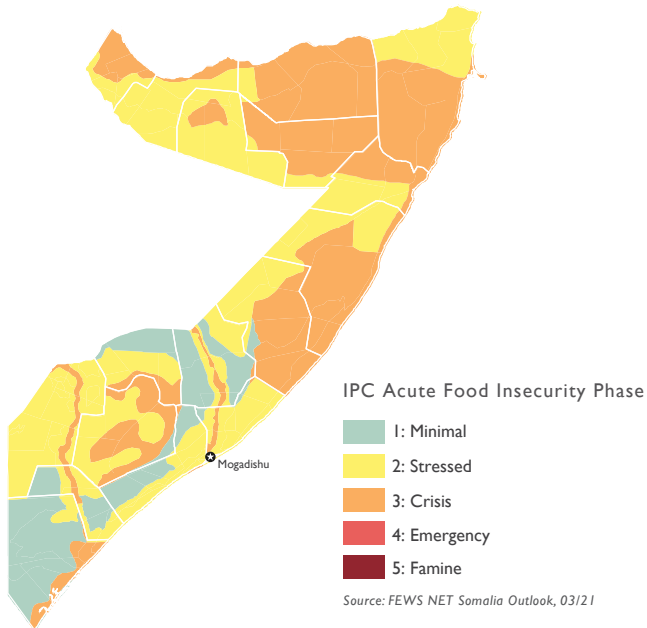 IPC Acute Food Insecurity Phase
1: Minimal
2: Stressed
3: Crisis
Mogadishu
4: Emergency
5: Famine
Source: FEWS NET Somalia Outlook, 03/21